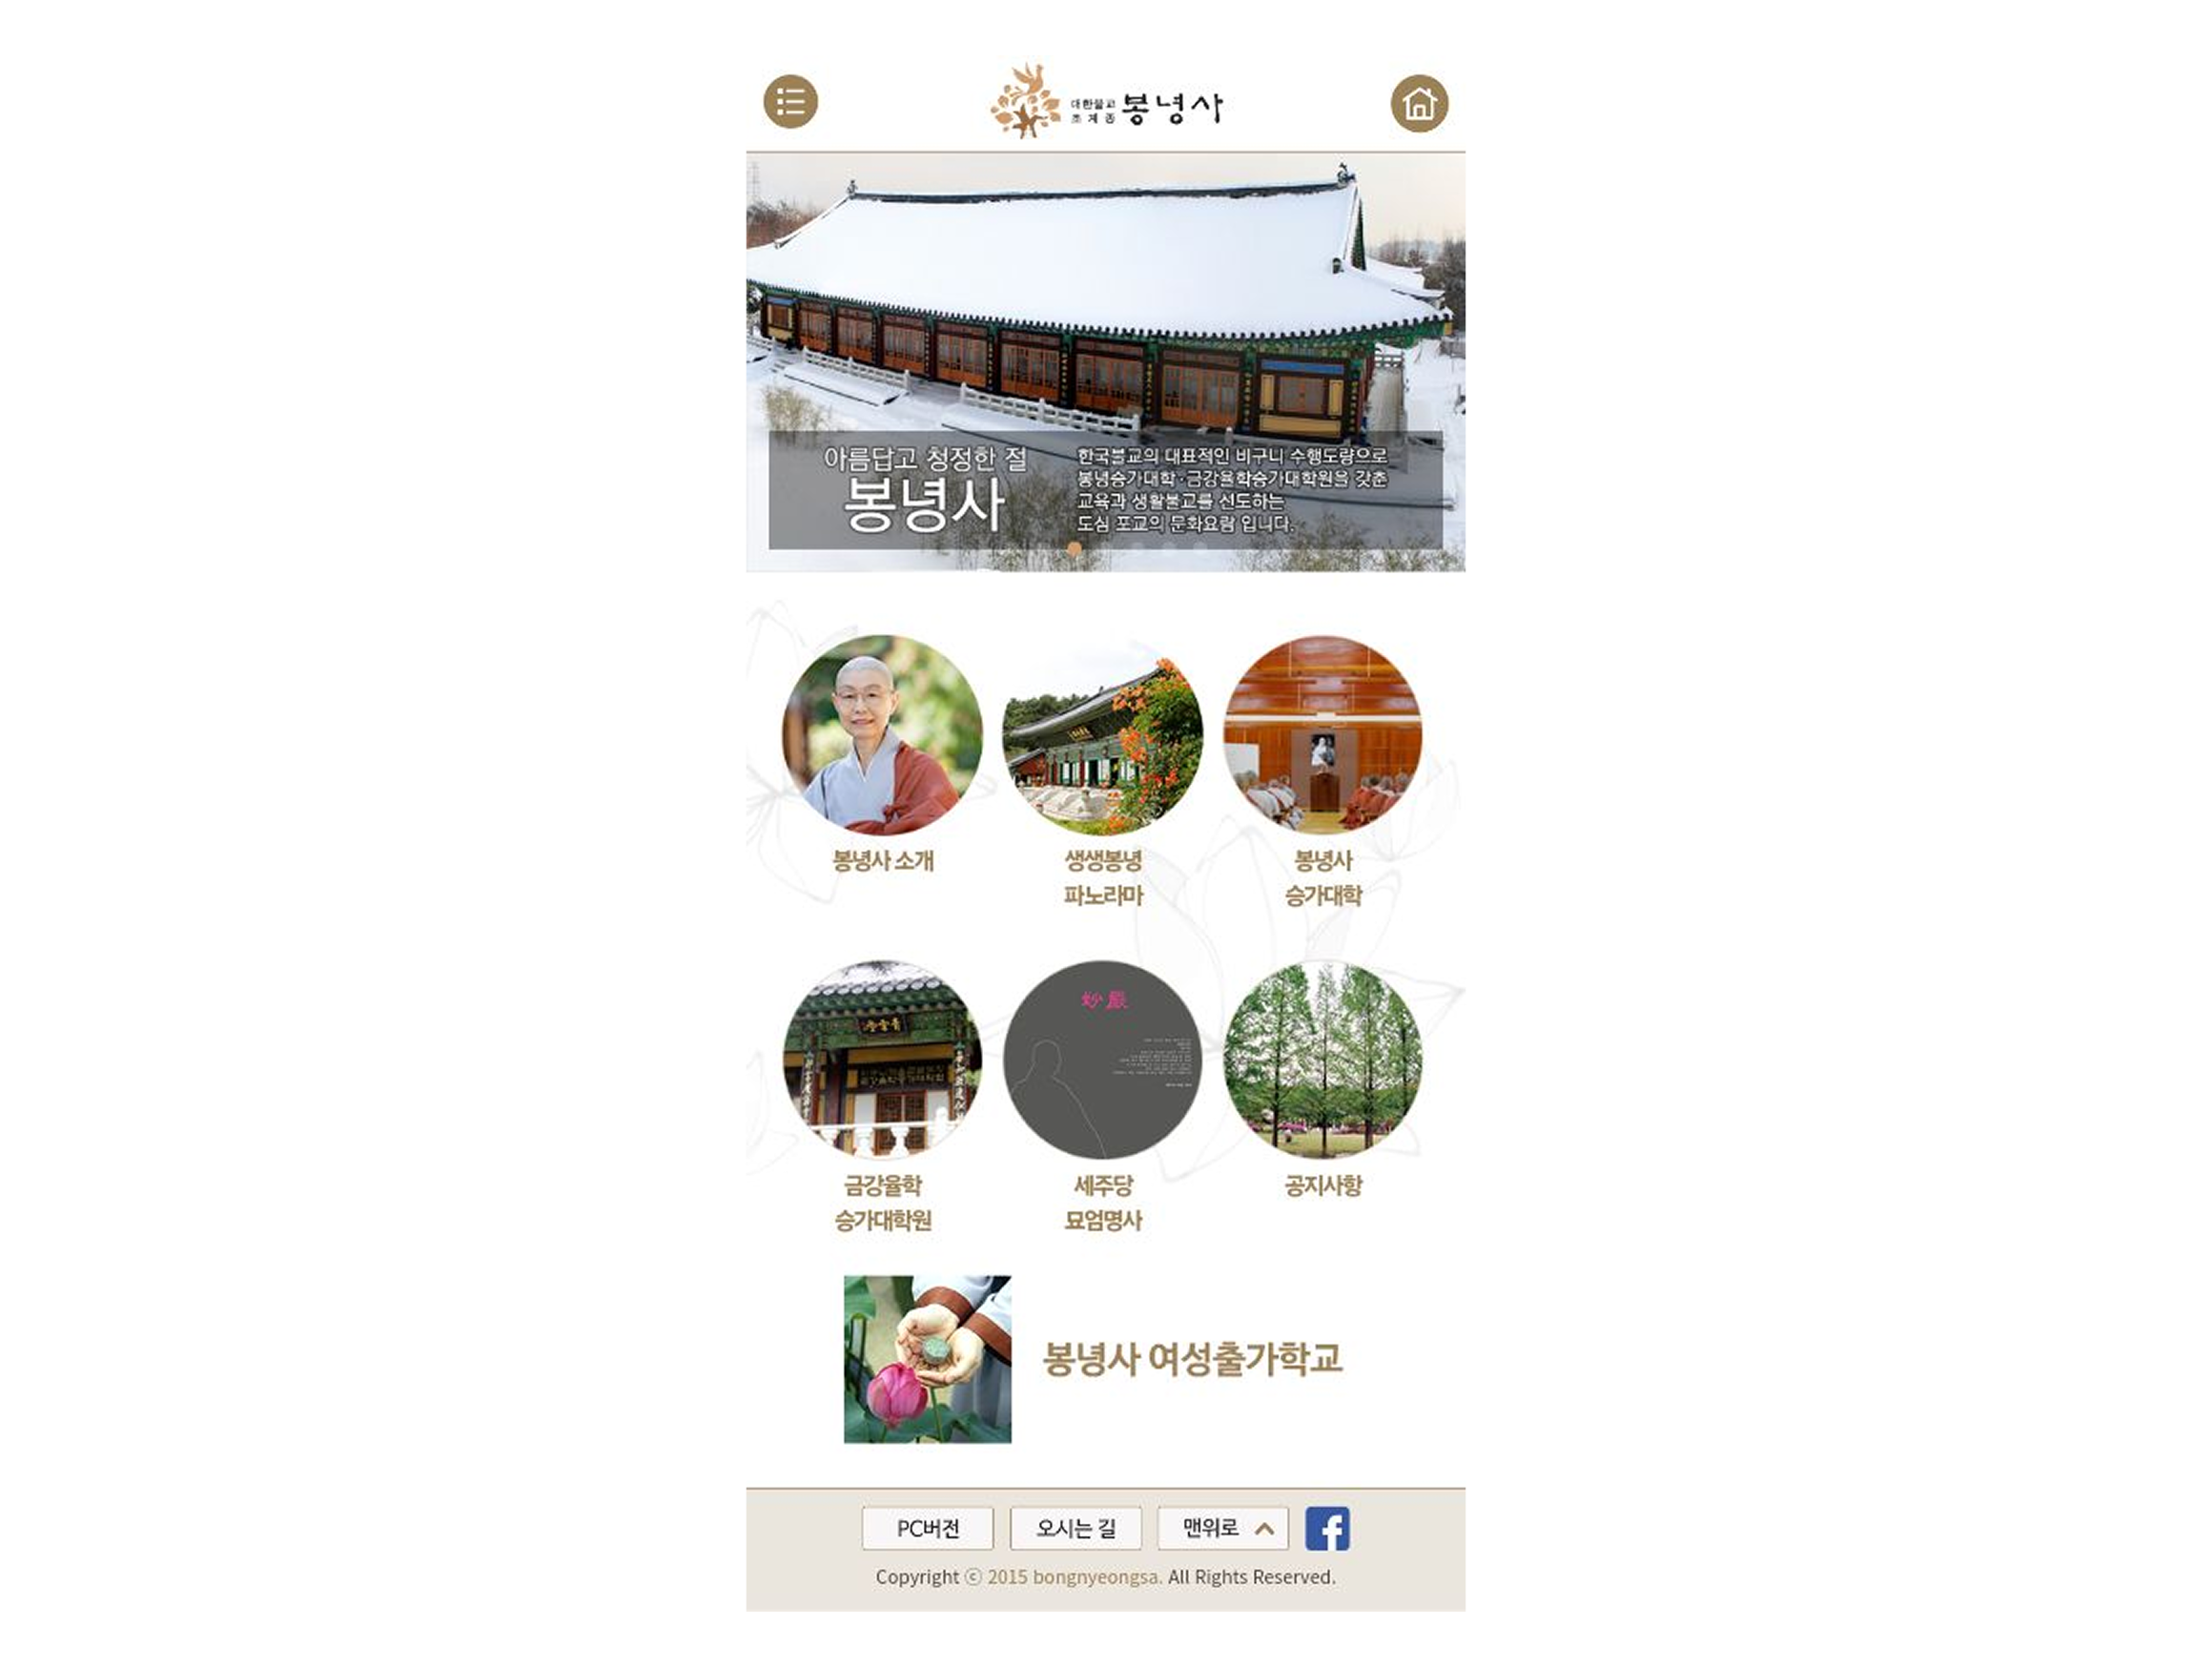 대한불교
조계종
봉녕사
아름답고 청정한 절
봉녕사
한국불교의 대표적인 비구니 수행도량으로
봉녕승가대학·금강율학승가대학원을 갖춘
교육과 생활불교를 선도하는
도심 포교의 문화요람 입니다.
봉녕사 소개
생생봉녕
파노라마
봉녕사
승가대학
妙嚴
금강율학
승가대학원
세주당
묘엄명사
공지사항
봉녕사 여성출가학교
PC버전
오시는 길
맨위로
Copyright ⓒ 2015 bongnyeongsa. All Rights Reserved.